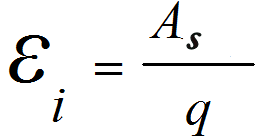 ε_i = A_s / q